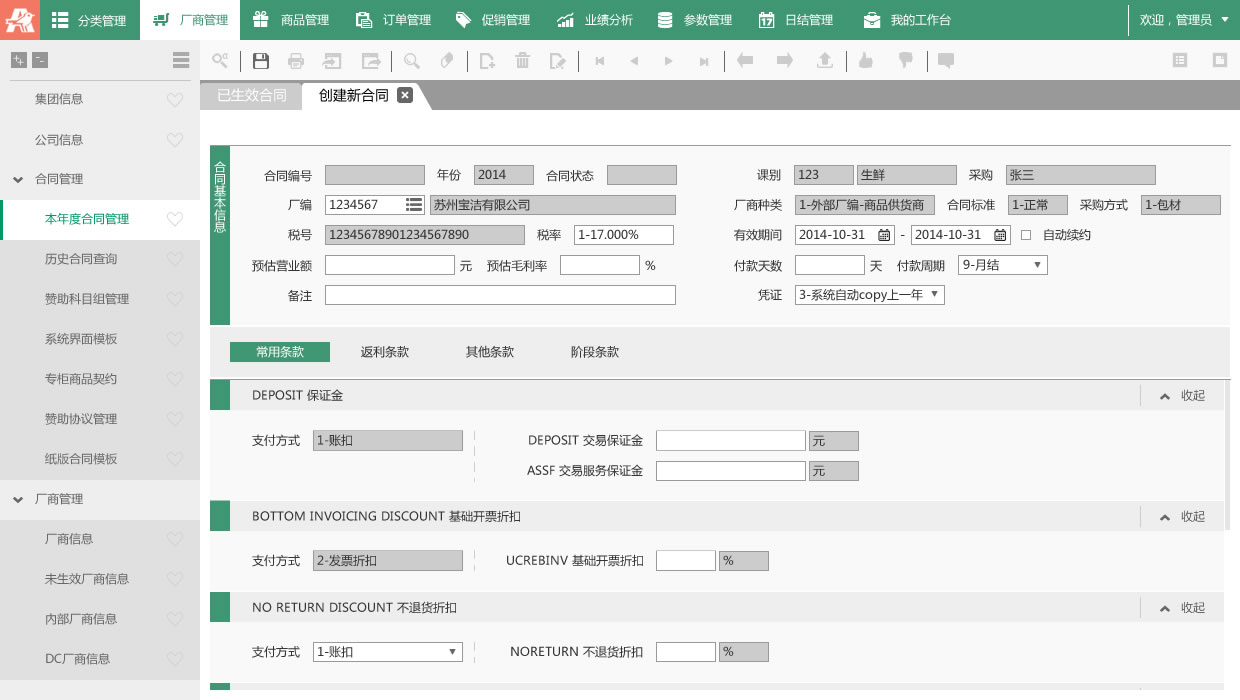 分类管理 厂商管理 商品管理 订单管理 促销管理 业绩分析 参数管理 日结管理 我的工作台 欢迎，管理员
已生效合同 创建新合同
集团信息
公司信息
合同管理
本年度合同管理
历史合同查询
赞助科目组管理
系统界面模板
专柜商品契约
赞助协议管理
纸版合同模板
厂商管理
厂商信息
未生效厂商信息
内部厂商信息
DC厂商信息
合同基本信息
合同编号 年份 2014 合同状态 课别 123 生鲜 采购 张三
厂编 1234567 苏州宝洁有限公司 厂商种类 1-外部厂编-商品供货商 合同标准 1-正常 采购方式 1-包材
税号 12345678901234567890 税率 1-17.000% 有效期间 2014-10-31 - 2014-10-31 自动续约
预估营业额 元 预估毛利率 % 付款天数 天 付款周期 9-月结
备注 凭证 3-系统自动copy上一年
常用条款 返利条款 其他条款 阶段条款
DEPOSIT 保证金 收起
支付方式 1-账扣 DEPOSIT 交易保证金 元
ASSF 交易服务保证金 元
BOTTOM INVOICING DISCOUNT 基础开票折扣 收起
支付方式 2-发票折扣 UCREBINV 基础开票折扣 %
NO RETURN DISCOUNT 不退货折扣 收起
支付方式 1-账扣 NORETURN 不退货折扣 %